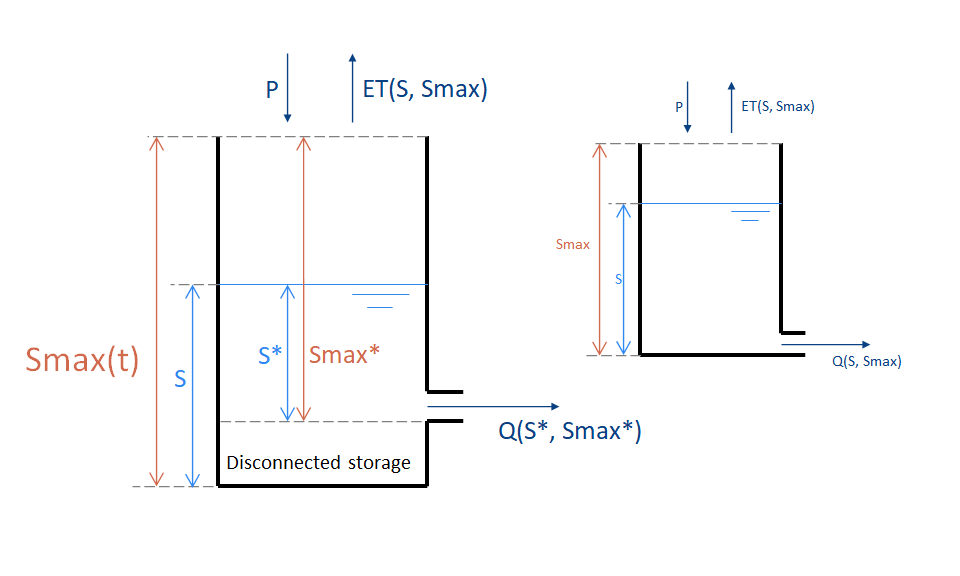 P
ET(S, Smax)
Smax(t)
S
S*
Smax*
Q(S*, Smax*)
Disconnected storage
P
ET(S, Smax)
Smax
S
Q(S, Smax)